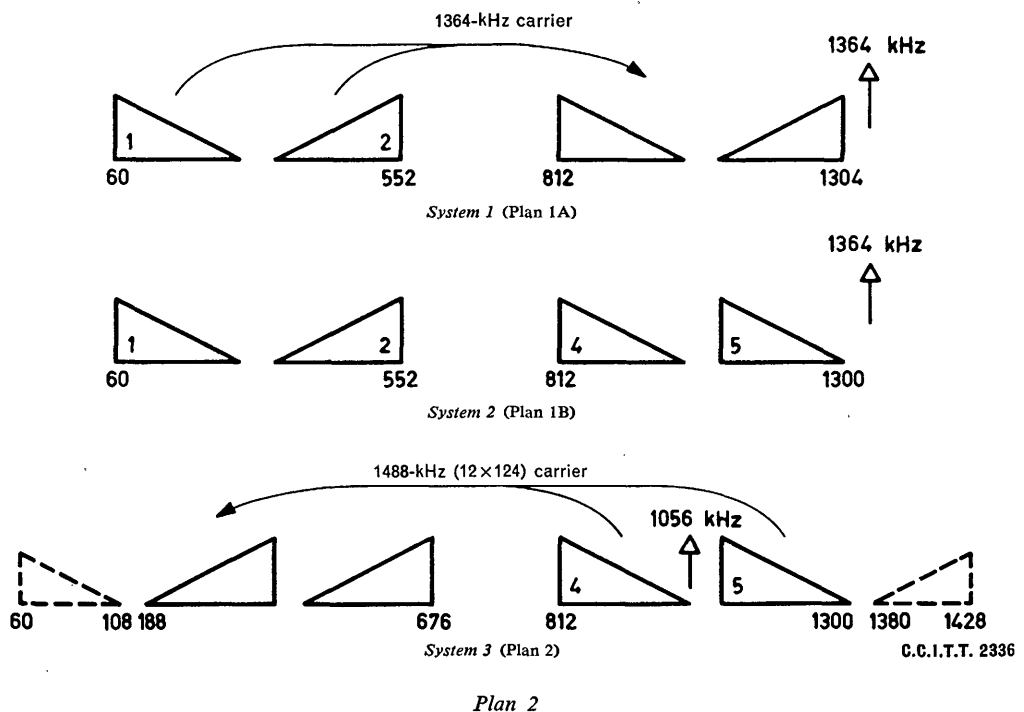 1364-kHz carrier
1364 kHz
1 2
60 552 812 1304
System 1 (Plan 1A)
1364 kHz
1 2 4 5
60 552 812 1300
System 2 (Plan 1B)
1488-kHz (12×124) carrier
1056 kHz
4 5
60 108 188 676 812 1300 1380 1428
System 3 (Plan 2)
C.C.I.T.T. 2336
Plan 2